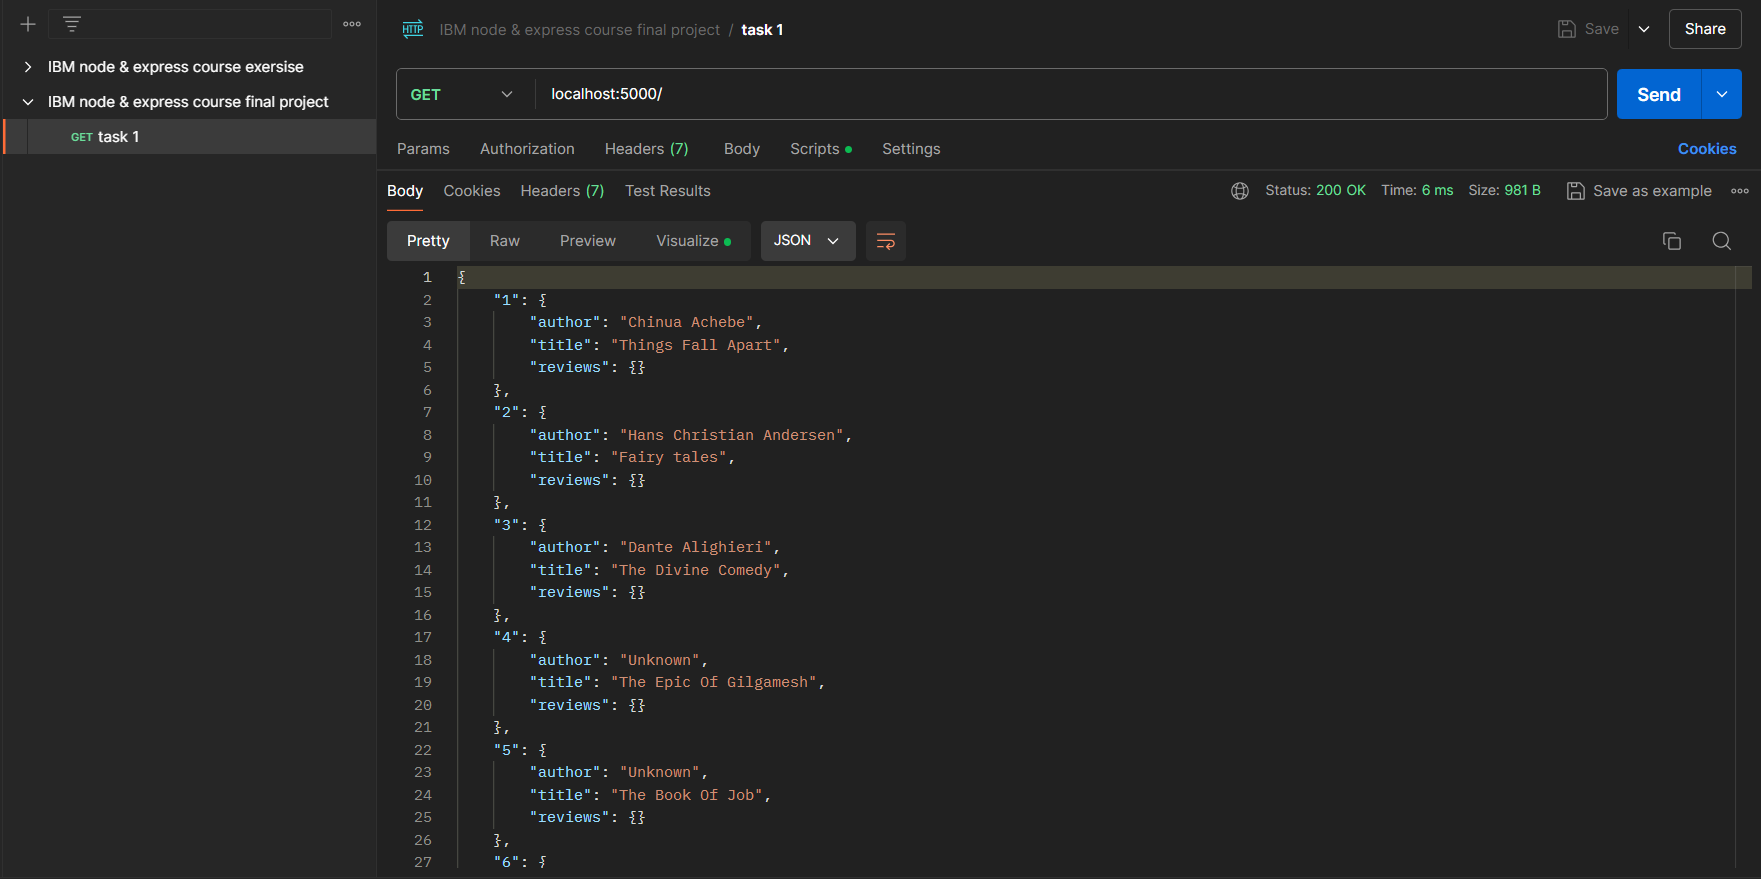 IBM node & express course exersise
IBM node & express course final project
GET task 1
HTTP IBM node & express course final project / task 1
Save
Share
GET localhost:5000/
Send
Params Authorization Headers (7) Body Scripts Settings Cookies
Body Cookies Headers (7) Test Results Status: 200 OK Time: 6 ms Size: 981 B Save as example
Pretty Raw Preview Visualize JSON
1 {
2 "1": {
3 "author": "Chinua Achebe",
4 "title": "Things Fall Apart",
5 "reviews": {}
6 },
7 "2": {
8 "author": "Hans Christian Andersen",
9 "title": "Fairy tales",
10 "reviews": {}
11 },
12 "3": {
13 "author": "Dante Alighieri",
14 "title": "The Divine Comedy",
15 "reviews": {}
16 },
17 "4": {
18 "author": "Unknown",
19 "title": "The Epic Of Gilgamesh",
20 "reviews": {}
21 },
22 "5": {
23 "author": "Unknown",
24 "title": "The Book Of Job",
25 "reviews": {}
26 },
27 "6": {